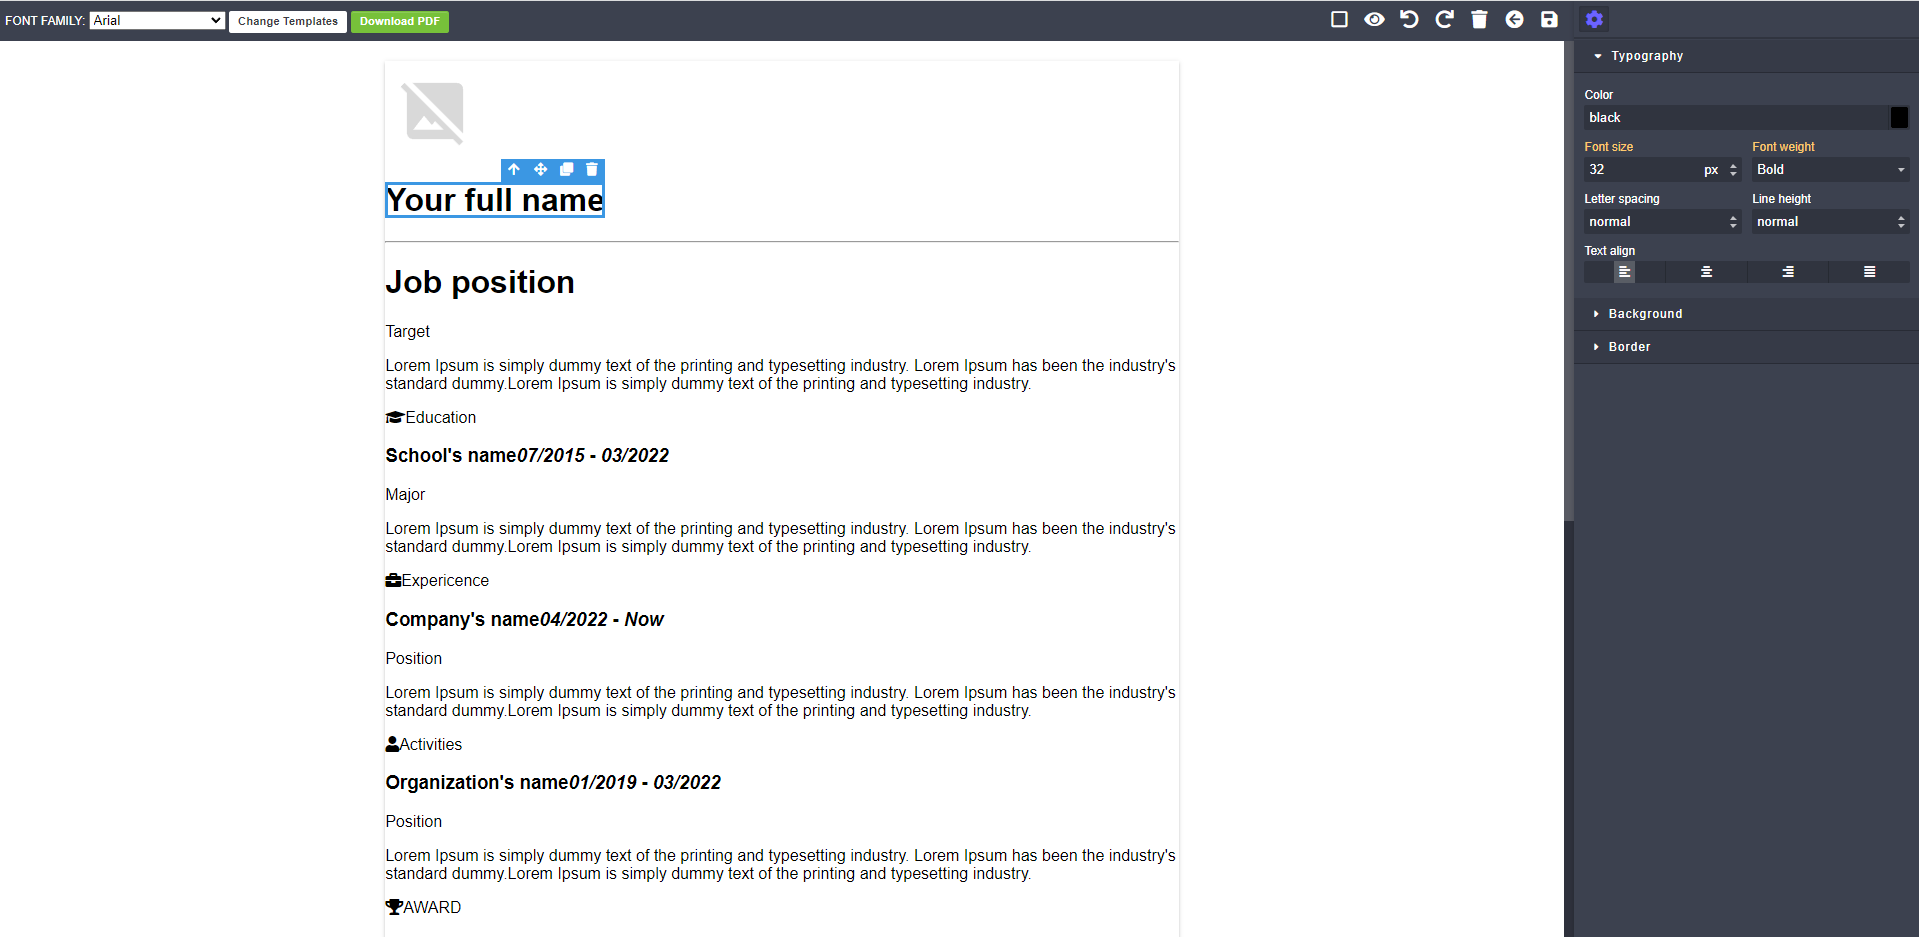 FONT FAMILY: Arial Change Templates Download PDF
Your full name
Job position
Target
Lorem Ipsum is simply dummy text of the printing and typesetting industry. Lorem Ipsum has been the industry's
standard dummy.Lorem Ipsum is simply dummy text of the printing and typesetting industry.
Education
School's name07/2015 - 03/2022
Major
Lorem Ipsum is simply dummy text of the printing and typesetting industry. Lorem Ipsum has been the industry's
standard dummy.Lorem Ipsum is simply dummy text of the printing and typesetting industry.
Expericence
Company's name04/2022 - Now
Position
Lorem Ipsum is simply dummy text of the printing and typesetting industry. Lorem Ipsum has been the industry's
standard dummy.Lorem Ipsum is simply dummy text of the printing and typesetting industry.
Activities
Organization's name01/2019 - 03/2022
Position
Lorem Ipsum is simply dummy text of the printing and typesetting industry. Lorem Ipsum has been the industry's
standard dummy.Lorem Ipsum is simply dummy text of the printing and typesetting industry.
AWARD
Typography
Color
black
Font size Font weight
32 px Bold
Letter spacing Line height
normal normal
Text align
Background
Border